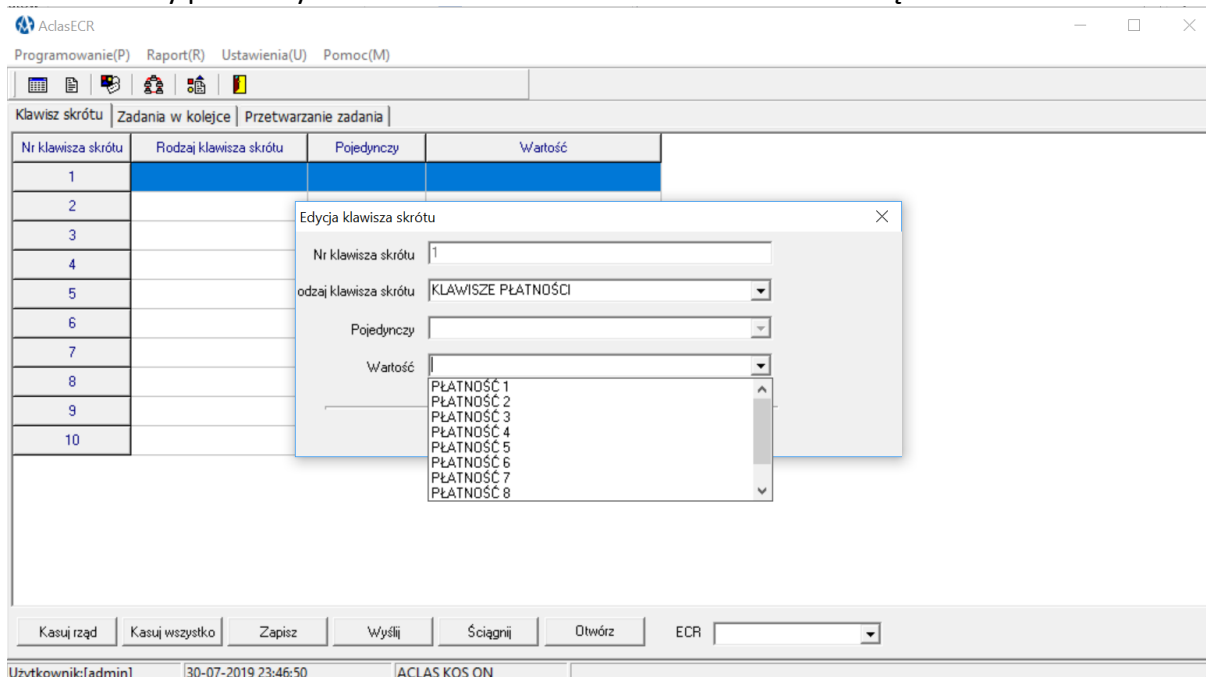 AclasECR
Programowanie(P) Raport(R) Ustawienia(U) Pomoc(M)
Klawisz skrótu Zadania w kolejce Przetwarzanie zadania
Nr klawisza skrótu Rodzaj klawisza skrótu Pojedynczy Wartość
1
2
3
4
5
6
7
8
9
10
Edycja klawisza skrótu
Nr klawisza skrótu 1
odzaj klawisza skrótu KLAWISZE PŁATNOŚCI
Pojedynczy
Wartość
PŁATNOŚĆ 1
PŁATNOŚĆ 2
PŁATNOŚĆ 3
PŁATNOŚĆ 4
PŁATNOŚĆ 5
PŁATNOŚĆ 6
PŁATNOŚĆ 7
PŁATNOŚĆ 8
Kasuj rząd Kasuj wszystko Zapisz Wyślij Ściągnij Otwórz ECR
Użytkownik:[admin] 30-07-2019 23:46:50 ACLAS KOS ON